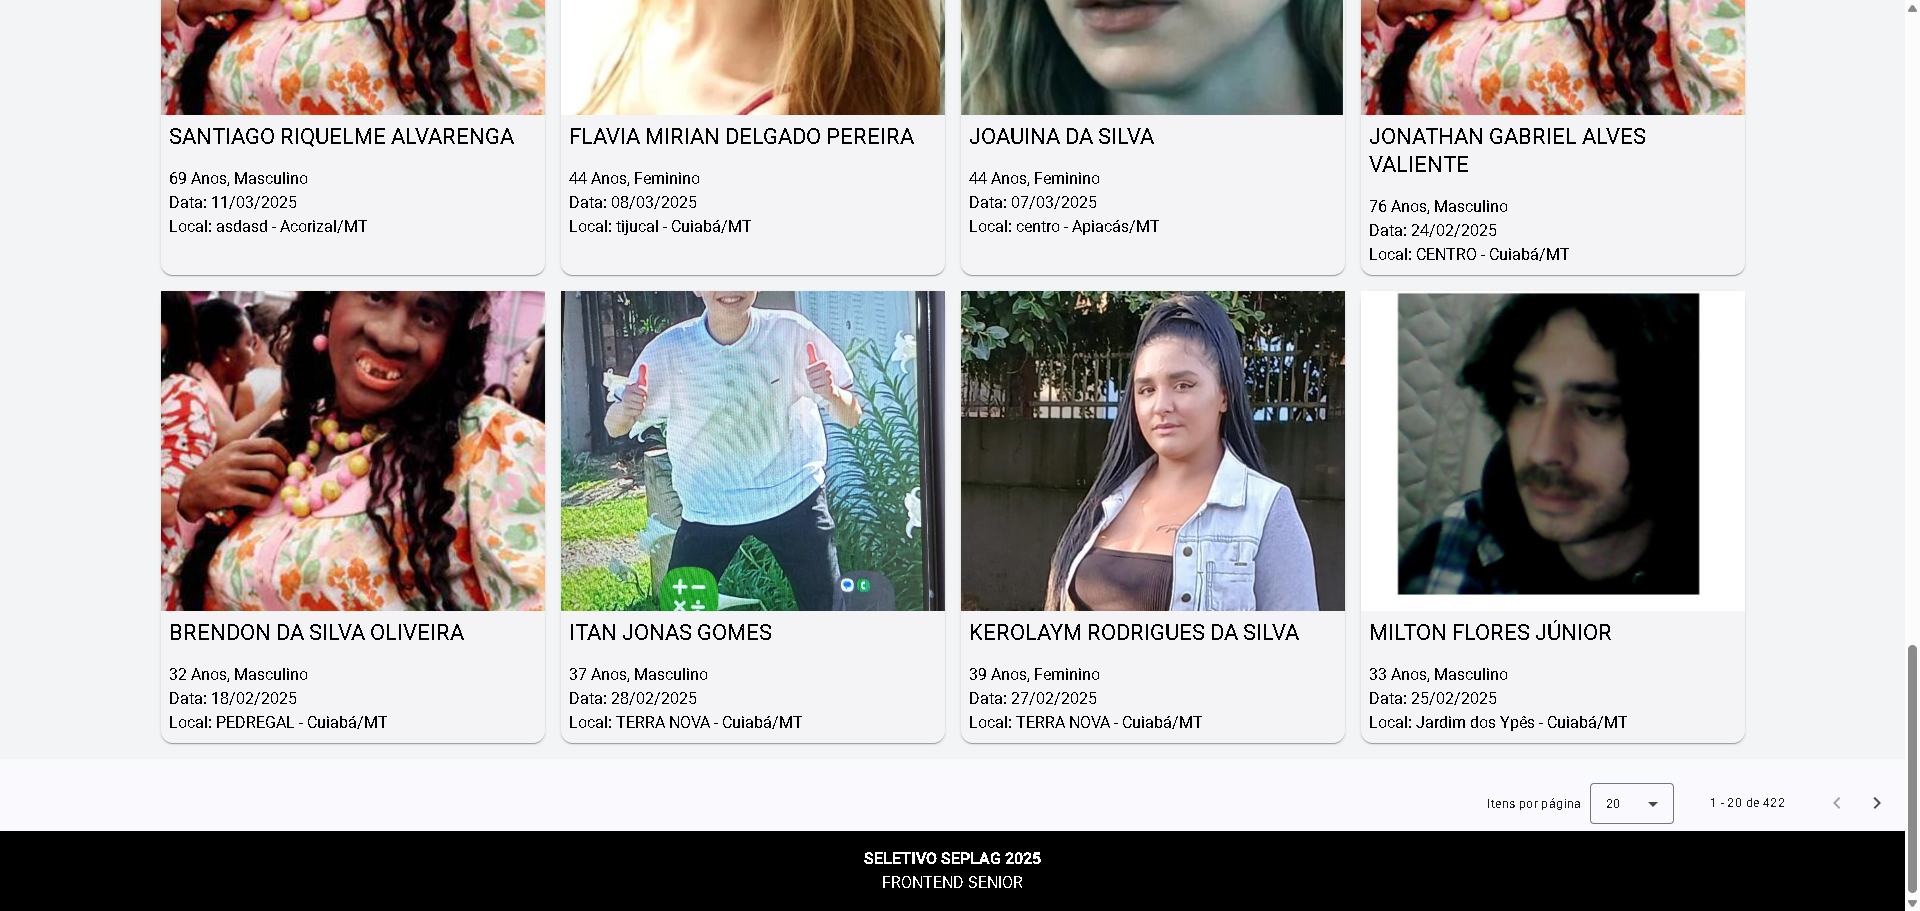 SANTIAGO RIQUELME ALVARENGA
69 Anos, Masculino
Data: 11/03/2025
Local: asdasd - Acorizal/MT
FLAVIA MIRIAN DELGADO PEREIRA
44 Anos, Feminino
Data: 08/03/2025
Local: tijucal - Cuiabá/MT
JOAUINA DA SILVA
44 Anos, Feminino
Data: 07/03/2025
Local: centro - Apiacás/MT
JONATHAN GABRIEL ALVES
VALIENTE
76 Anos, Masculino
Data: 24/02/2025
Local: CENTRO - Cuiabá/MT
BRENDON DA SILVA OLIVEIRA
32 Anos, Masculino
Data: 18/02/2025
Local: PEDREGAL - Cuiabá/MT
ITAN JONAS GOMES
37 Anos, Masculino
Data: 28/02/2025
Local: TERRA NOVA - Cuiabá/MT
KEROLAYM RODRIGUES DA SILVA
39 Anos, Feminino
Data: 27/02/2025
Local: TERRA NOVA - Cuiabá/MT
MILTON FLORES JÚNIOR
33 Anos, Masculino
Data: 25/02/2025
Local: Jardim dos Ypês - Cuiabá/MT
Itens por página 20 1 - 20 de 422
SELETIVO SEPLAG 2025
FRONTEND SENIOR